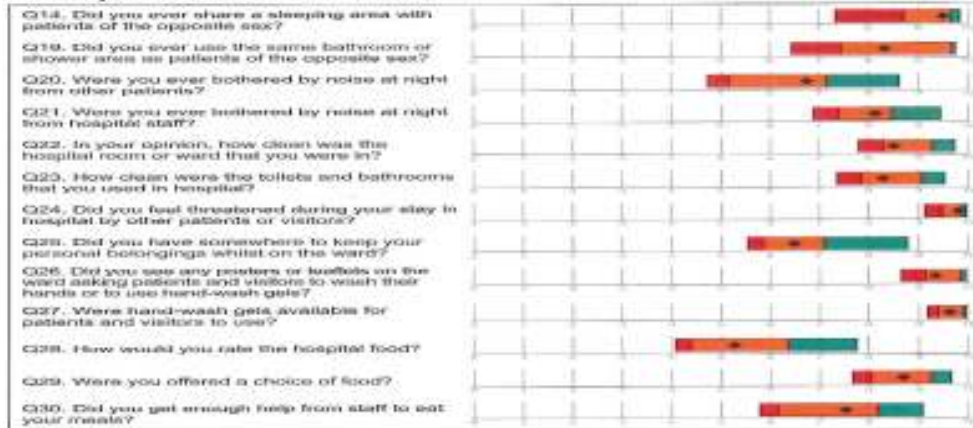 Q14. Did you ever share a sleeping area with
patients of the opposite sex?
Q19. Did you ever use the same bathroom or
shower area as patients of the opposite sex?
Q20. Were you ever bothered by noise at night
from other patients?
Q21. Were you ever bothered by noise at night
from hospital staff?
Q22. In your opinion, how clean was the
hospital room or ward that you were in?
Q23. How clean were the toilets and bathrooms
that you used in hospital?
Q24. Did you feel threatened during your stay in
hospital by other patients or visitors?
Q25. Did you have somewhere to keep your
personal belongings whilst on the ward?
Q26. Did you see any posters or leaflets on the
ward asking patients and visitors to wash their
hands or to use hand-wash gels?
Q27. Were hand-wash gels available for
patients and visitors to use?
Q28. How would you rate the hospital food?
Q29. Were you offered a choice of food?
Q30. Did you get enough help from staff to eat
your meals?